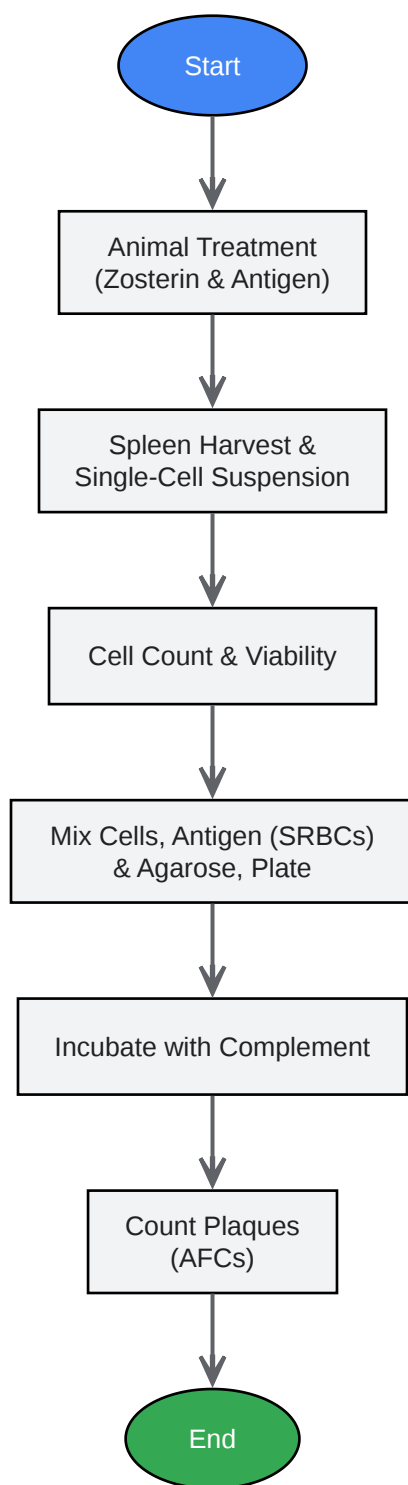 Start
Animal Treatment
(Zosterin & Antigen)
Spleen Harvest &
Single-Cell Suspension
Cell Count & Viability
Mix Cells, Antigen (SRBCs)
& Agarose, Plate
Incubate with Complement
Count Plaques
(AFCs)
End